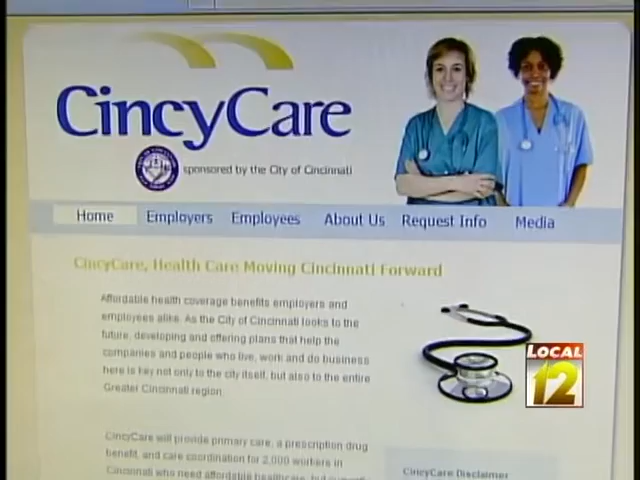 CincyCare
sponsored by the City of Cincinnati
Home Employers Employees About Us Request Info Media
CincyCare, Health Care Moving Cincinnati Forward
Affordable health coverage benefits employers and
employees alike. As the City of Cincinnati looks to the
future, developing and offering plans that help the
companies and people who live, work and do business
here is key not only to the city itself, but also to the entire
Greater Cincinnati region.
LOCAL
12
CincyCare will provide primary care, a prescription drug
benefit, and care coordination for 2,000 workers in
Cincinnati who need affordable healthcare, but
CincyCare Disclaimer